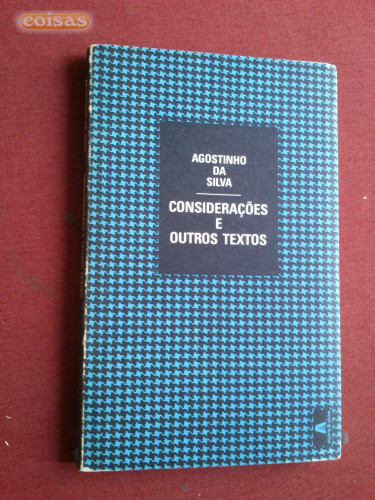 coisas
AGOSTINHO
DA
SILVA
CONSIDERAÇÕES
E
OUTROS TEXTOS